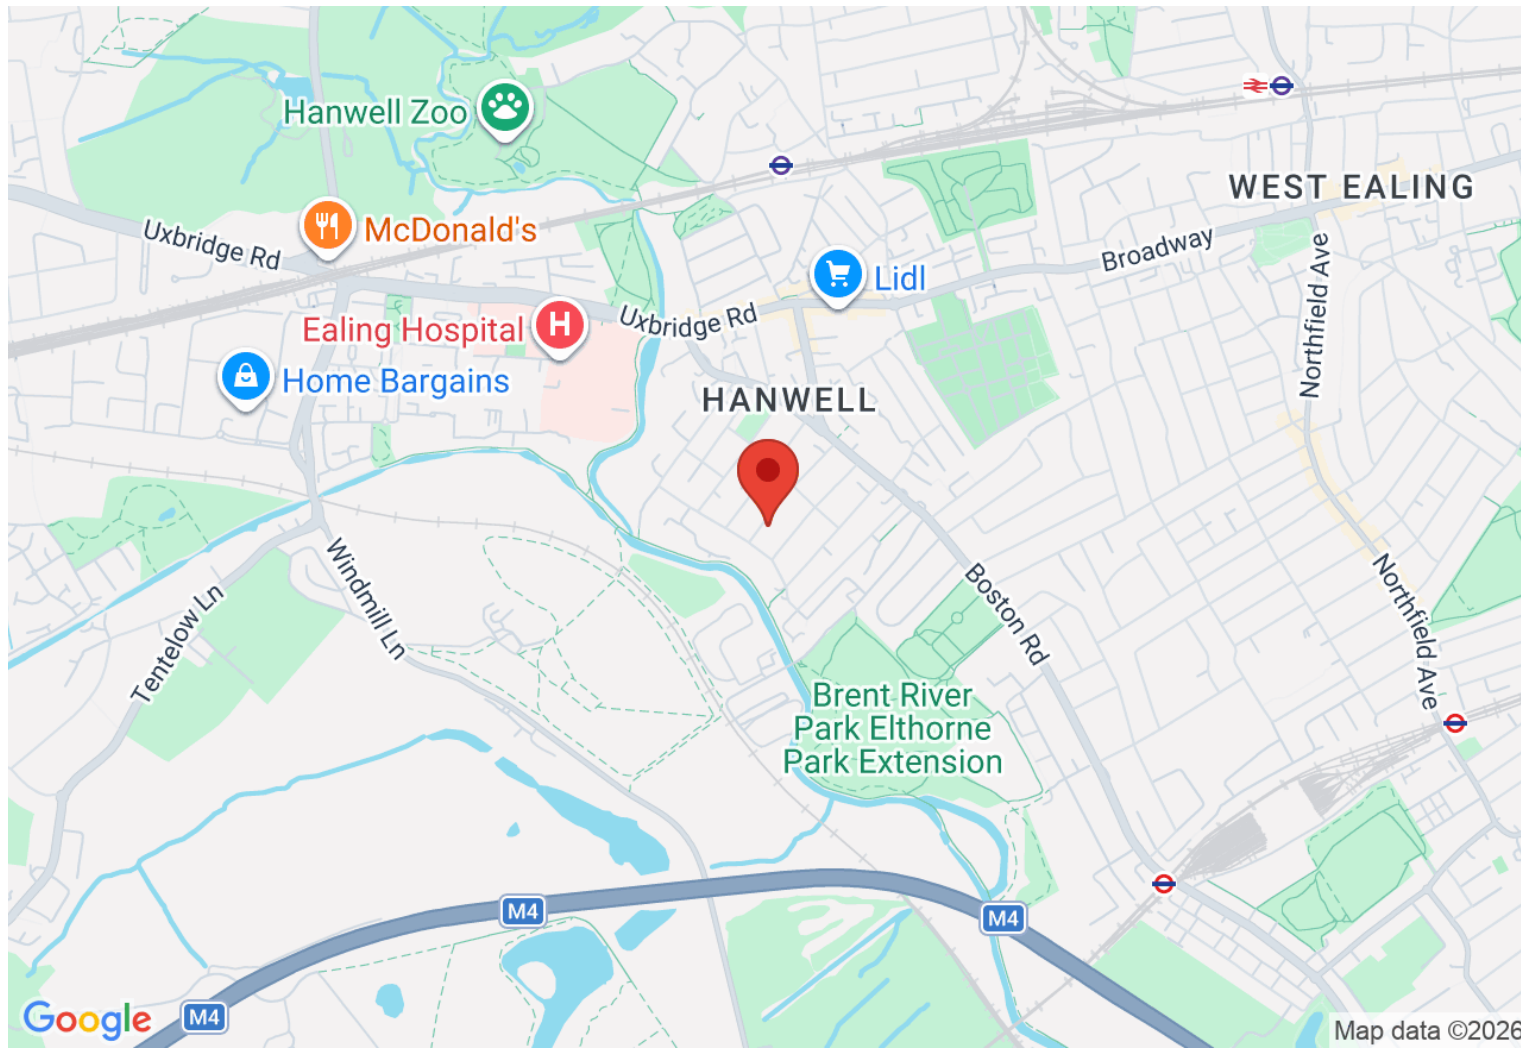 Hanwell Zoo
WEST EALING
McDonald's
Uxbridge Rd
Broadway
Lidl
Northfield Ave
Uxbridge Rd
Ealing Hospital
H
Home Bargains
HANWELL
Windmill Ln
Tentelow Ln
Boston Rd
Northfield Ave
Brent River
Park Elthorne
Park Extension
M4
M4
M4
Google
Map data ©2026